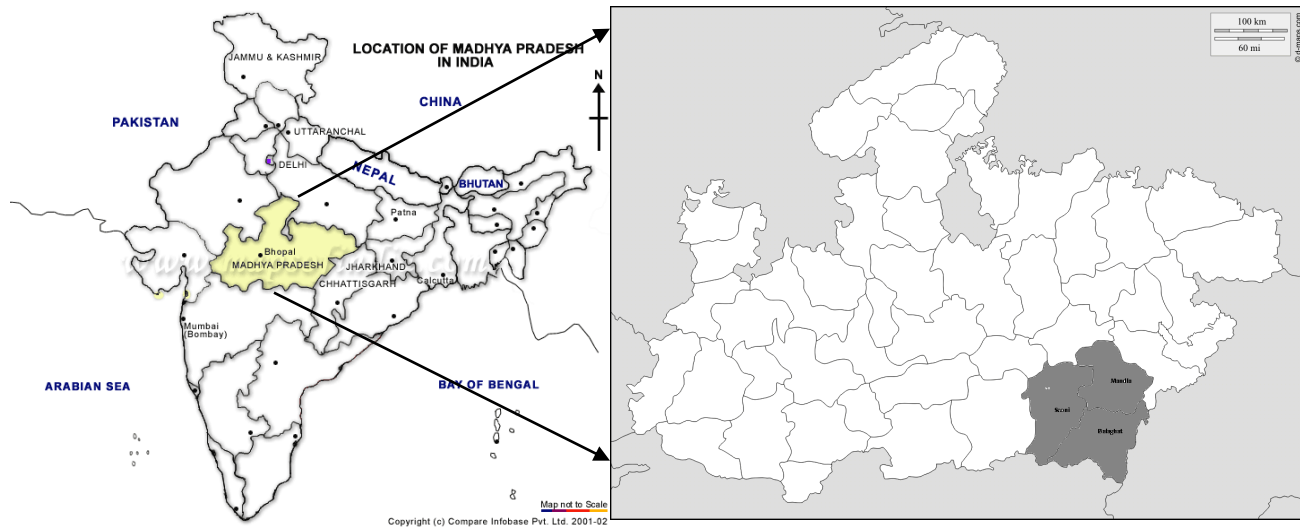 LOCATION OF MADHYA PRADESH
IN INDIA
JAMMU & KASHMIR
N
CHINA
PAKISTAN
UTTARANCHAL
DELHI
NEPAL
BHUTAN
Patna
Bhopal
MADHYA PRADESH
JHARKHAND
CHHATTISGARH
Calcutta
Mumbai
(Bombay)
ARABIAN SEA
BAY OF BENGAL
Map not to Scale
Copyright (c) Compare Infobase Pvt. Ltd. 2001-02
100 km
60 mi
© d-maps.com
Mandla
Seoni
Balaghat